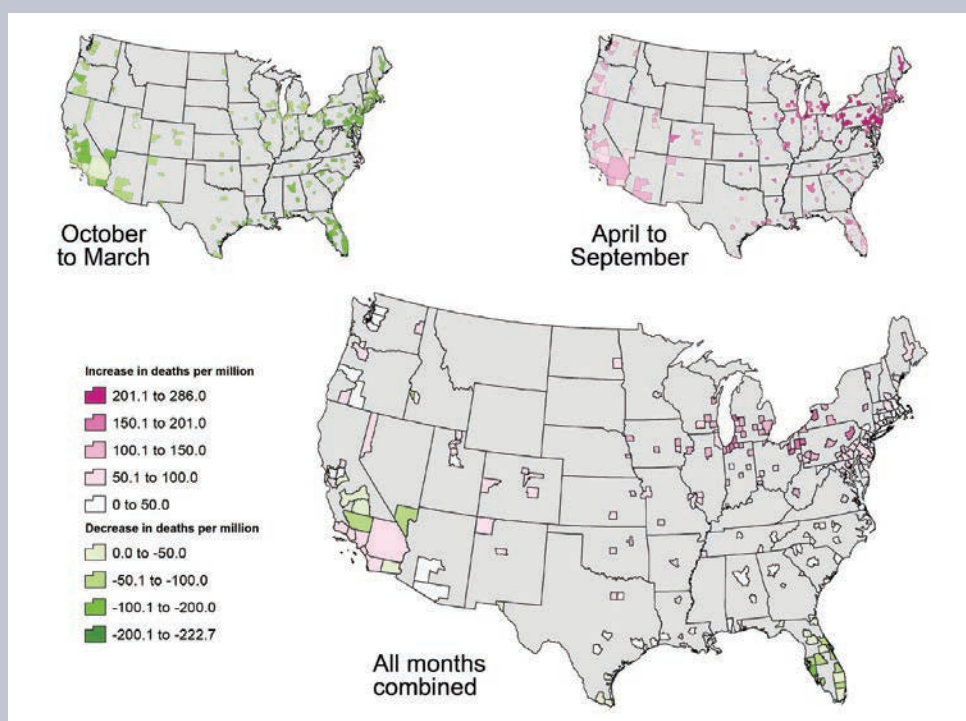 October
to March
April to
September
Increase in deaths per million
201.1 to 286.0
150.1 to 201.0
100.1 to 150.0
50.1 to 100.0
0 to 50.0
Decrease in deaths per million
0.0 to -50.0
-50.1 to -100.0
-100.1 to -200.0
-200.1 to -222.7
All months
combined